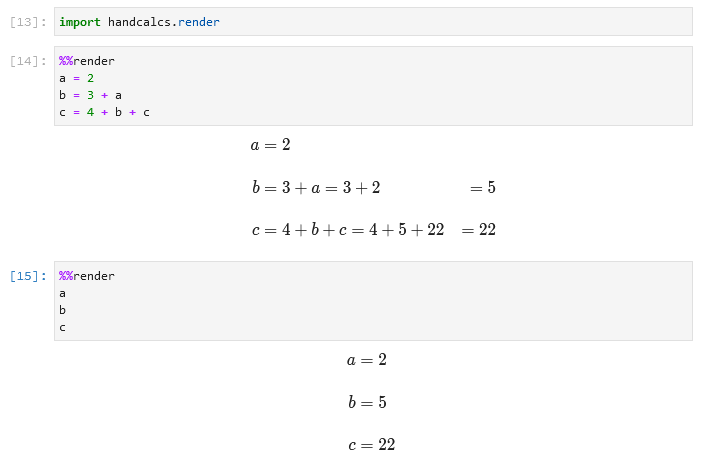 [13]: import handcalcs.render
[14]: %%render
a = 2
b = 3 + a
c = 4 + b + c
a = 2
b = 3 + a = 3 + 2 = 5
c = 4 + b + c = 4 + 5 + 22 = 22
[15]: %%render
a
b
c
a = 2
b = 5
c = 22